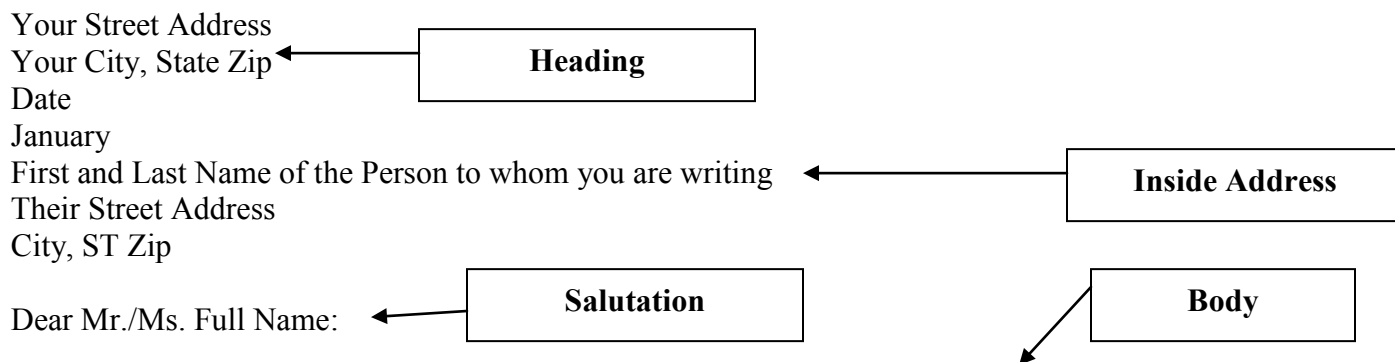 Your Street Address
Your City, State Zip
Heading
Date
January
First and Last Name of the Person to whom you are writing
Inside Address
Their Street Address
City, ST Zip
Dear Mr./Ms. Full Name:
Salutation
Body